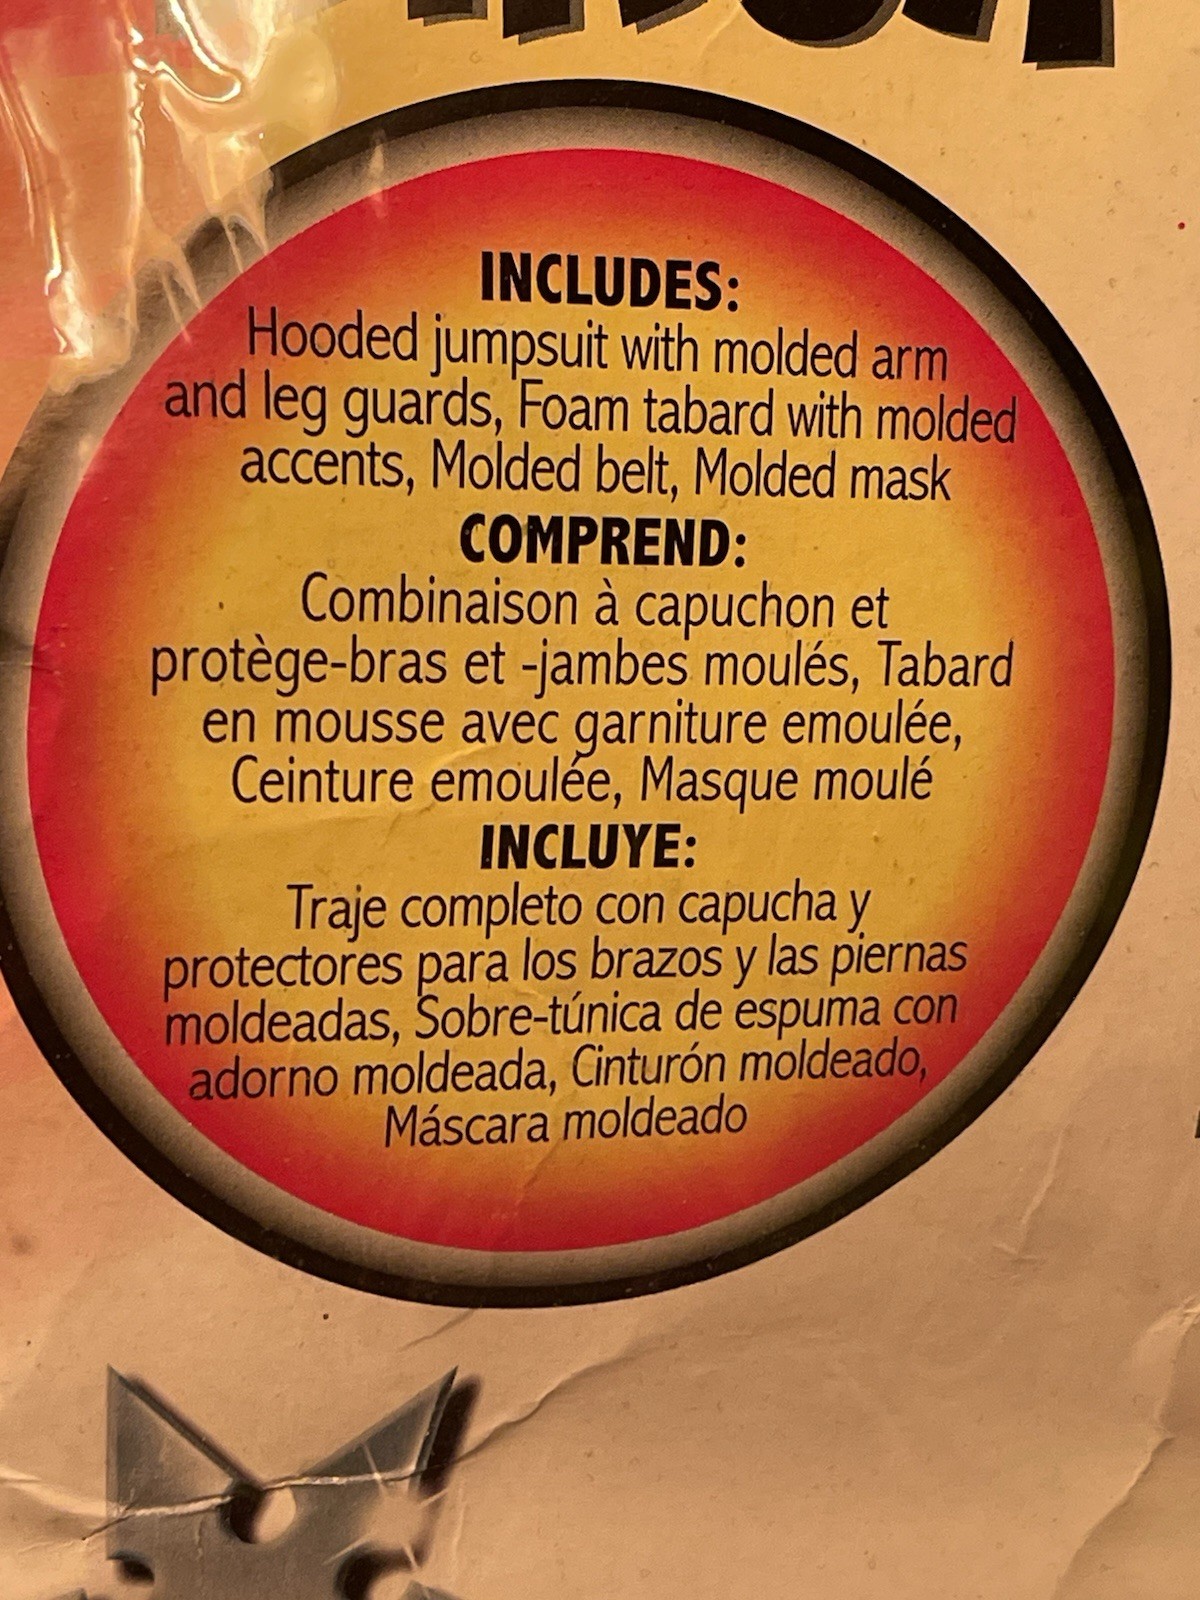 INCLUDES:
Hooded jumpsuit with molded arm
and leg guards, Foam tabard with molded
accents, Molded belt, Molded mask
COMPREND:
Combinaison à capuchon et
protège-bras et -jambes moulés, Tabard
en mousse avec garniture emoulée,
Ceinture emoulée, Masque moulé
INCLUYE:
Traje completo con capucha y
protectores para los brazos y las piernas
moldeadas, Sobre-túnica de espuma con
adorno moldeada, Cinturón moldeado,
Máscara moldeado